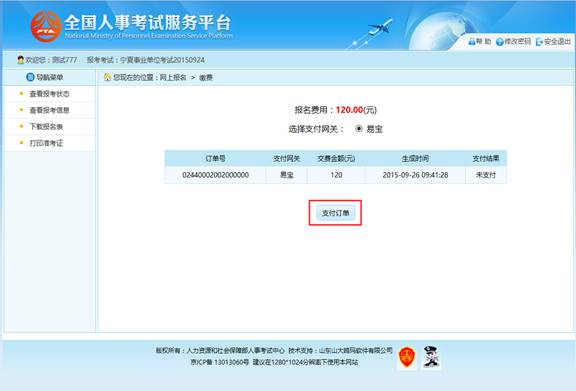 全国人事考试服务平台
National Ministry of Personnel Examination Service Platform
PTA
帮 助 修改密码 安全退出
欢迎您：测试777 报考考试：宁夏事业单位考试20150924
导航菜单
您现在的位置：网上报名 > 缴费
查看报考状态
查看报考信息
下载报名表
打印准考证
报名费用：120.00(元)
选择支付网关： 易宝
订单号 支付网关 交费金额(元) 生成时间 支付结果
02440002002000000 易宝 120 2015-09-26 09:41:28 未支付
支付订单
版权所有：人力资源和社会保障部人事考试中心 技术支持：山东山大鸥玛软件有限公司
京ICP备 13013060号 建议在1280*1024分辨率下使用本网站